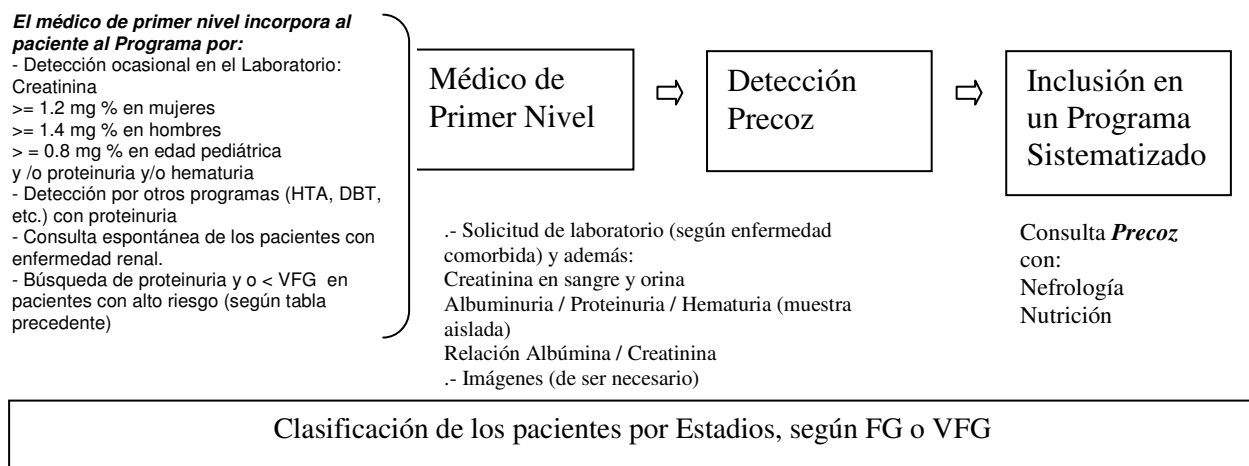 El médico de primer nivel incorpora al
paciente al Programa por:
- Detección ocasional en el Laboratorio:
Creatinina
>= 1.2 mg % en mujeres
>= 1.4 mg % en hombres
> = 0.8 mg % en edad pediátrica
y /o proteinuria y/o hematuria
- Detección por otros programas (HTA, DBT,
etc.) con proteinuria
- Consulta espontánea de los pacientes con
enfermedad renal.
- Búsqueda de proteinuria y o < VFG en
pacientes con alto riesgo (según tabla
precedente)
Médico de
Primer Nivel
Detección
Precoz
Inclusión en
un Programa
Sistematizado
.- Solicitud de laboratorio (según enfermedad
comorbida) y además:
Creatinina en sangre y orina
Albuminuria / Proteinuria / Hematuria (muestra
aislada)
Relación Albúmina / Creatinina
.- Imágenes (de ser necesario)
Consulta Precoz
con:
Nefrología
Nutrición
Clasificación de los pacientes por Estadios, según FG o VFG